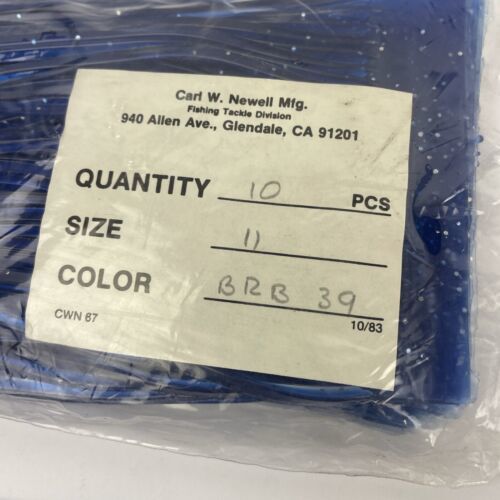 Carl W. Newell Mfg.
Fishing Tackle Division
940 Allen Ave., Glendale, CA 91201
QUANTITY 10 PCS
SIZE 11
COLOR BRB 39
CWN 67 10/83